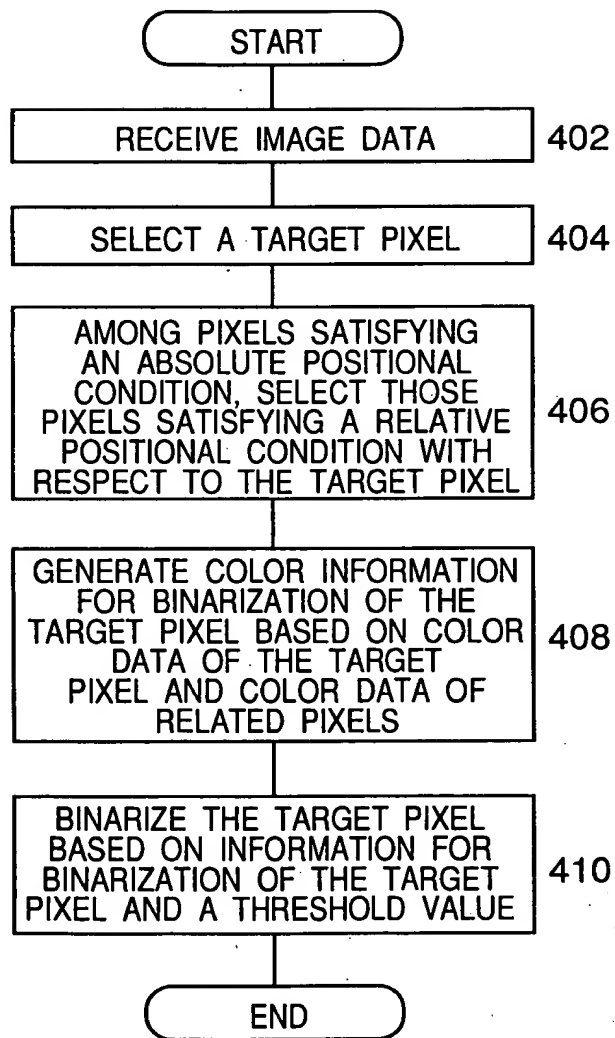 START
RECEIVE IMAGE DATA
402
SELECT A TARGET PIXEL
404
AMONG PIXELS SATISFYING
AN ABSOLUTE POSITIONAL
CONDITION, SELECT THOSE
PIXELS SATISFYING A RELATIVE
POSITIONAL CONDITION WITH
RESPECT TO THE TARGET PIXEL
406
GENERATE COLOR INFORMATION
FOR BINARIZATION OF THE
TARGET PIXEL BASED ON COLOR
DATA OF THE TARGET
PIXEL AND COLOR DATA OF
RELATED PIXELS
408
BINARIZE THE TARGET PIXEL
BASED ON INFORMATION FOR
BINARIZATION OF THE TARGET
PIXEL AND A THRESHOLD VALUE
410
END